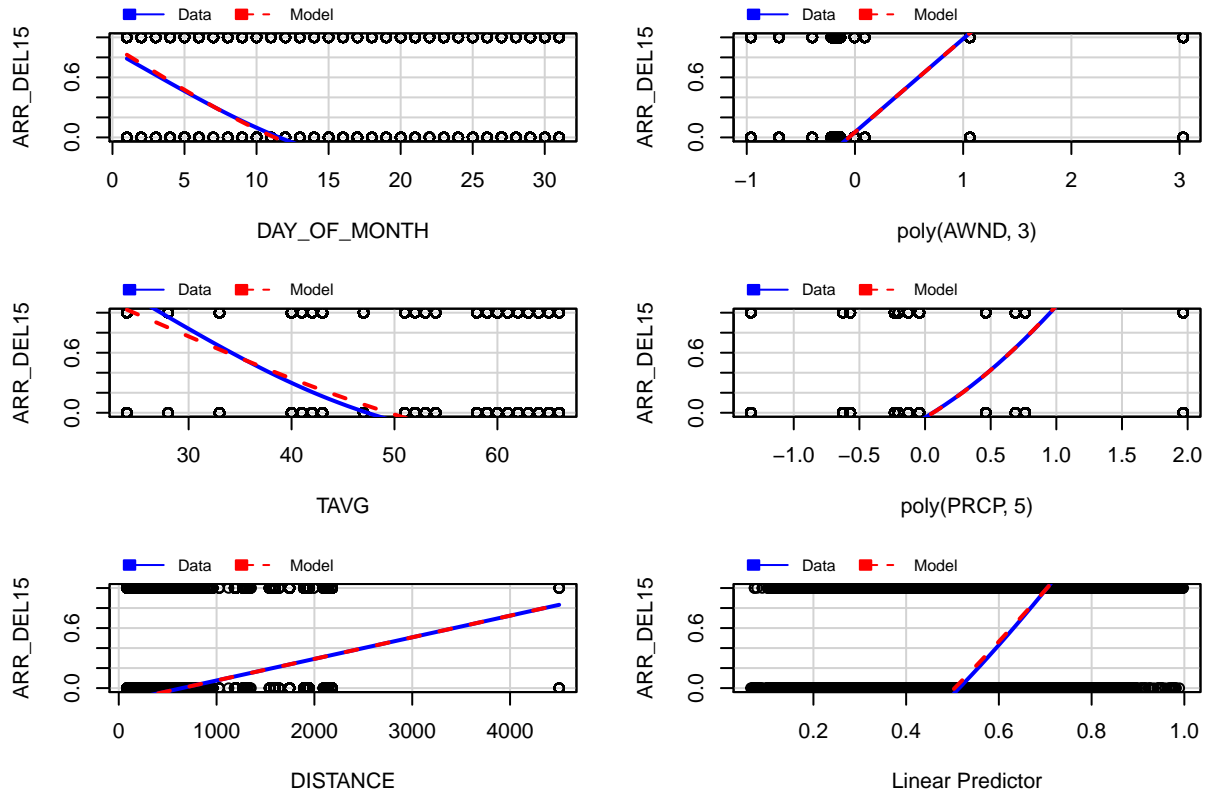 Data Model
ARR_DEL15
0.0 0.6
0 5 10 15 20 25 30
DAY_OF_MONTH
Data Model
ARR_DEL15
0.0 0.6
−1 0 1 2 3
poly(AWND, 3)
Data Model
ARR_DEL15
0.0 0.6
30 40 50 60
TAVG
Data Model
ARR_DEL15
0.0 0.6
−1.0 −0.5 0.0 0.5 1.0 1.5 2.0
poly(PRCP, 5)
Data Model
ARR_DEL15
0.0 0.6
0 1000 2000 3000 4000
DISTANCE
Data Model
ARR_DEL15
0.0 0.6
0.2 0.4 0.6 0.8 1.0
Linear Predictor